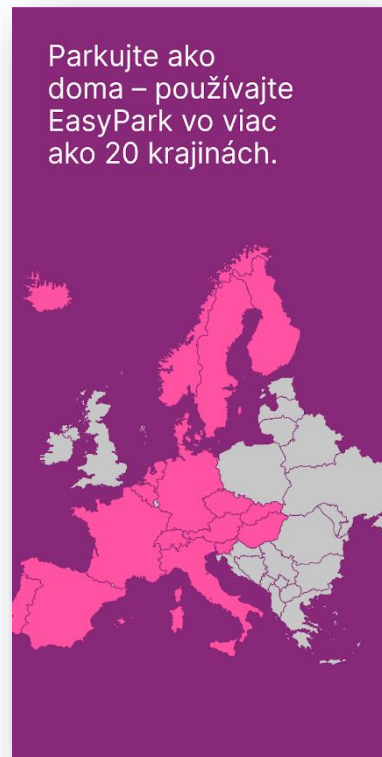 Parkujte ako
doma – používajte
EasyPark vo viac
ako 20 krajinách.